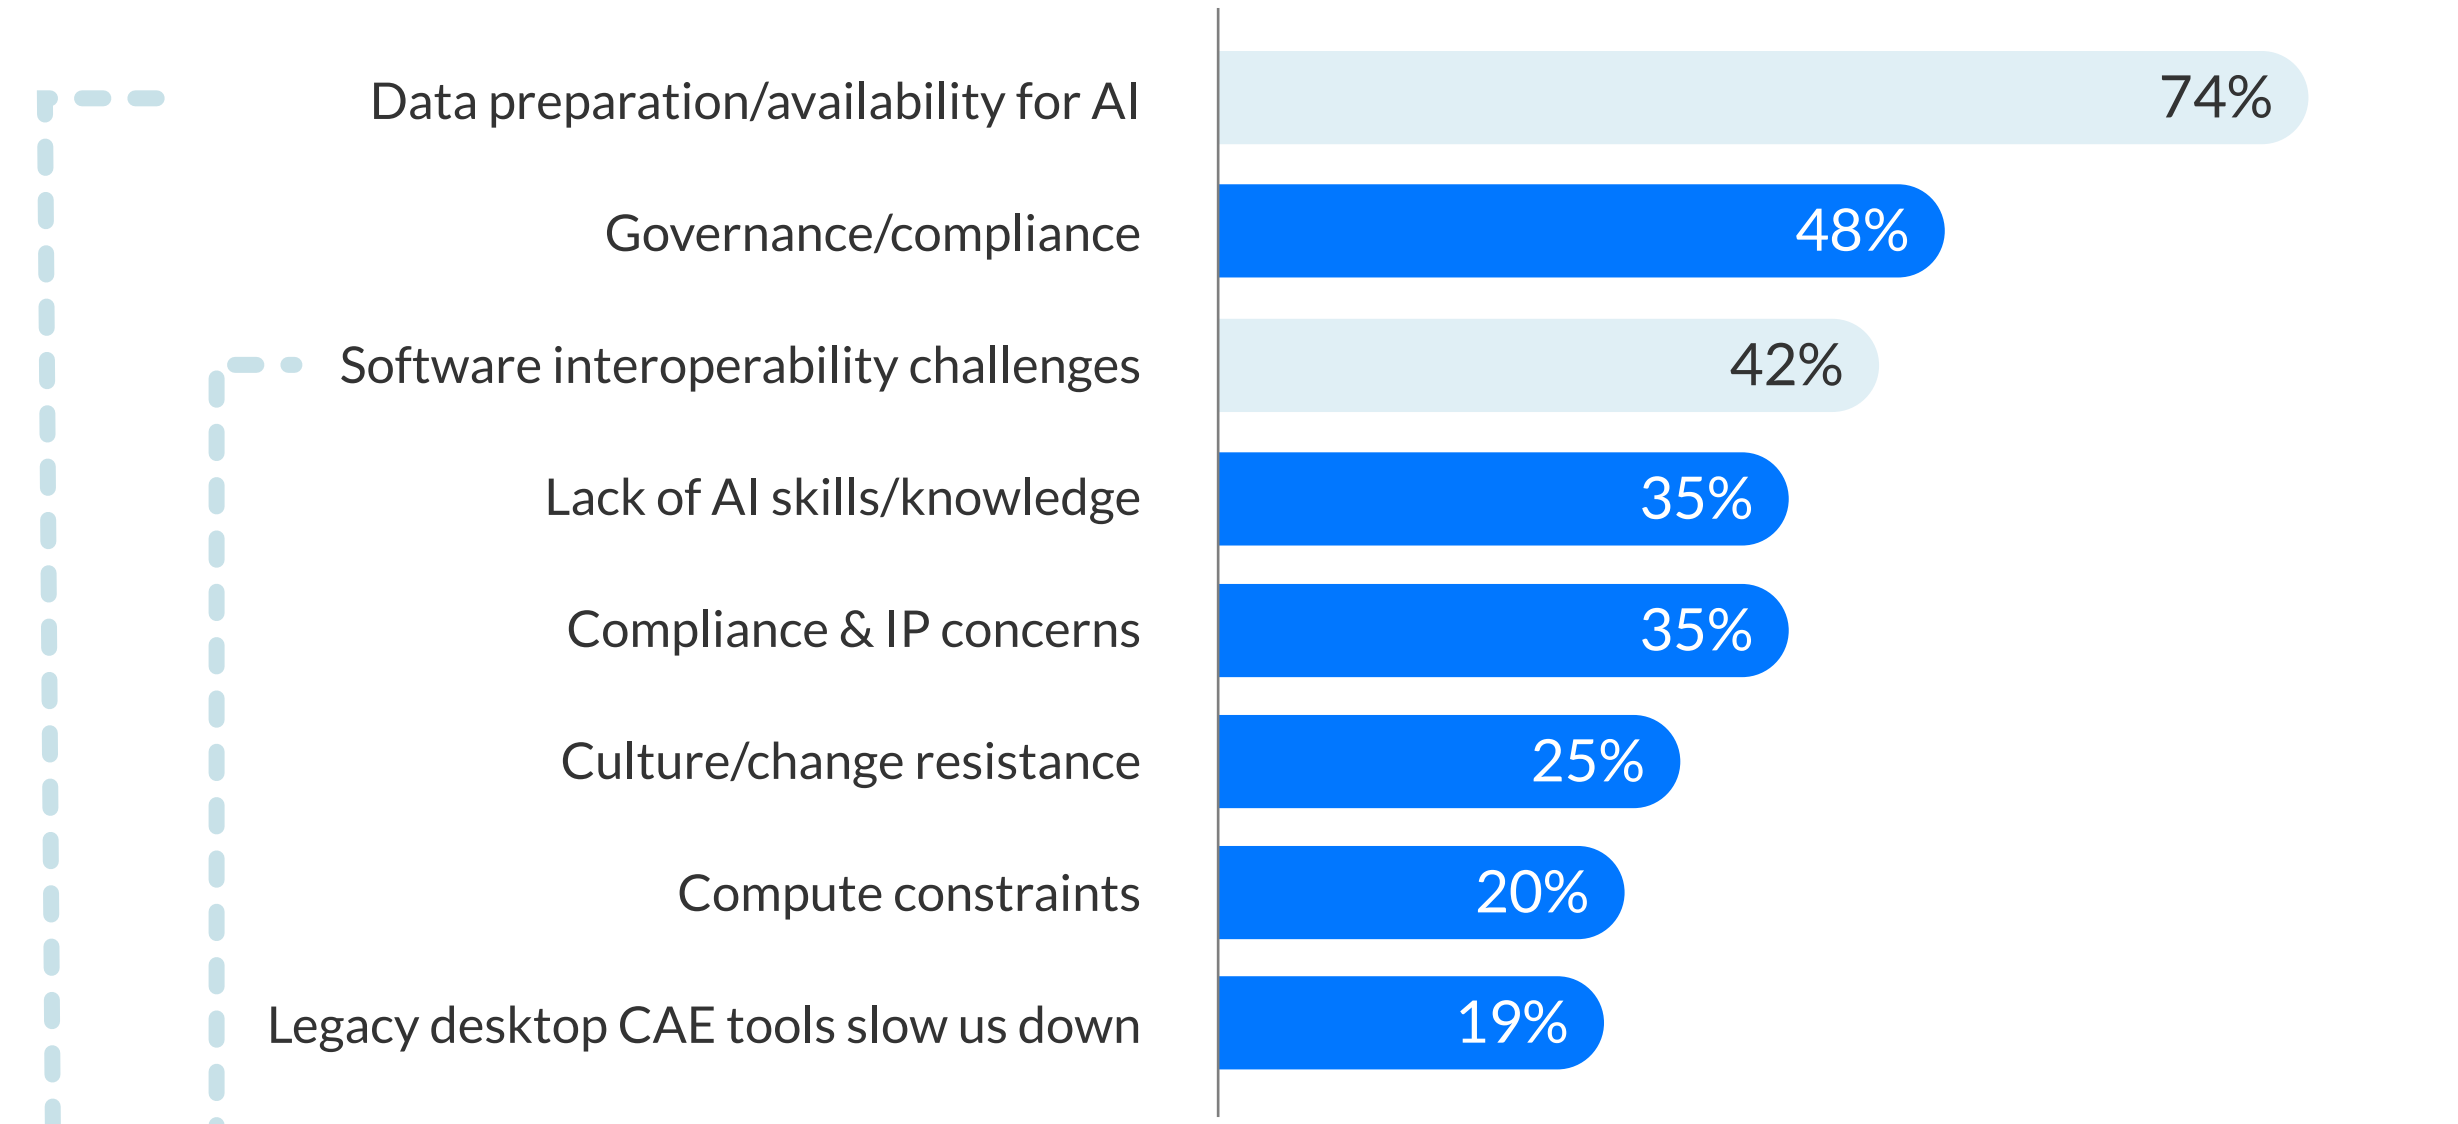 Data preparation/availability for AI 74%
Governance/compliance 48%
Software interoperability challenges 42%
Lack of AI skills/knowledge 35%
Compliance & IP concerns 35%
Culture/change resistance 25%
Compute constraints 20%
Legacy desktop CAE tools slow us down 19%